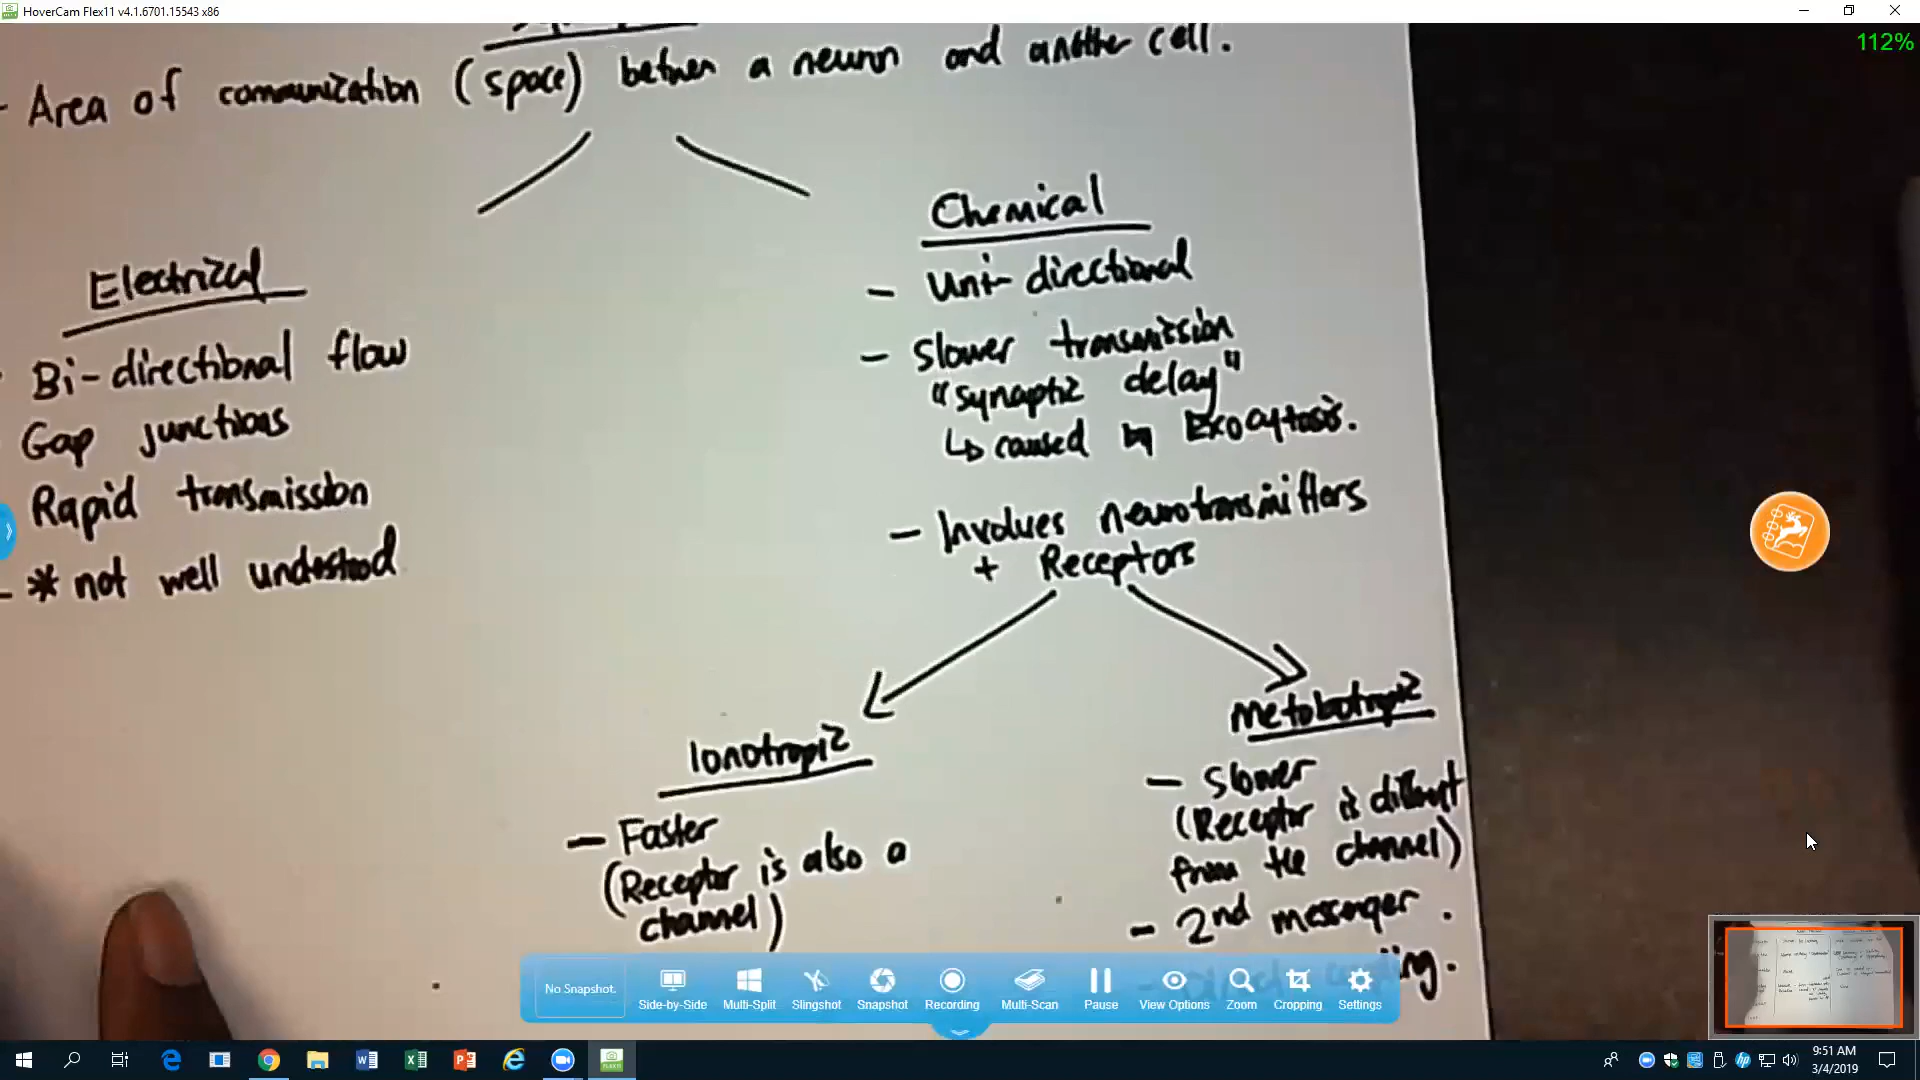 HoverCam Flex11 v4.1.6701.15543 x86
112%
- Area of communization (space) between a neuron and another cell.
Chemical
- Uni-directional
- Slower transmission
"synaptic delay"
↳ caused by Exocytosis.
- Involves neurotransmitters
+ Receptors
Electrical
Bi-directional flow
Gap junctions
Rapid transmission
- * not well undestood
Ionotropic
- Faster
(Receptor is also a
channel)
Metobotropic
- Slower
(Receptor is different
from the channel)
- 2nd messenger.
No Snapshot.
Side-by-Side
Multi-Split
Slingshot
Snapshot
Recording
Multi-Scan
Pause
View Options
Zoom
Cropping
Settings
9:51 AM
3/4/2019